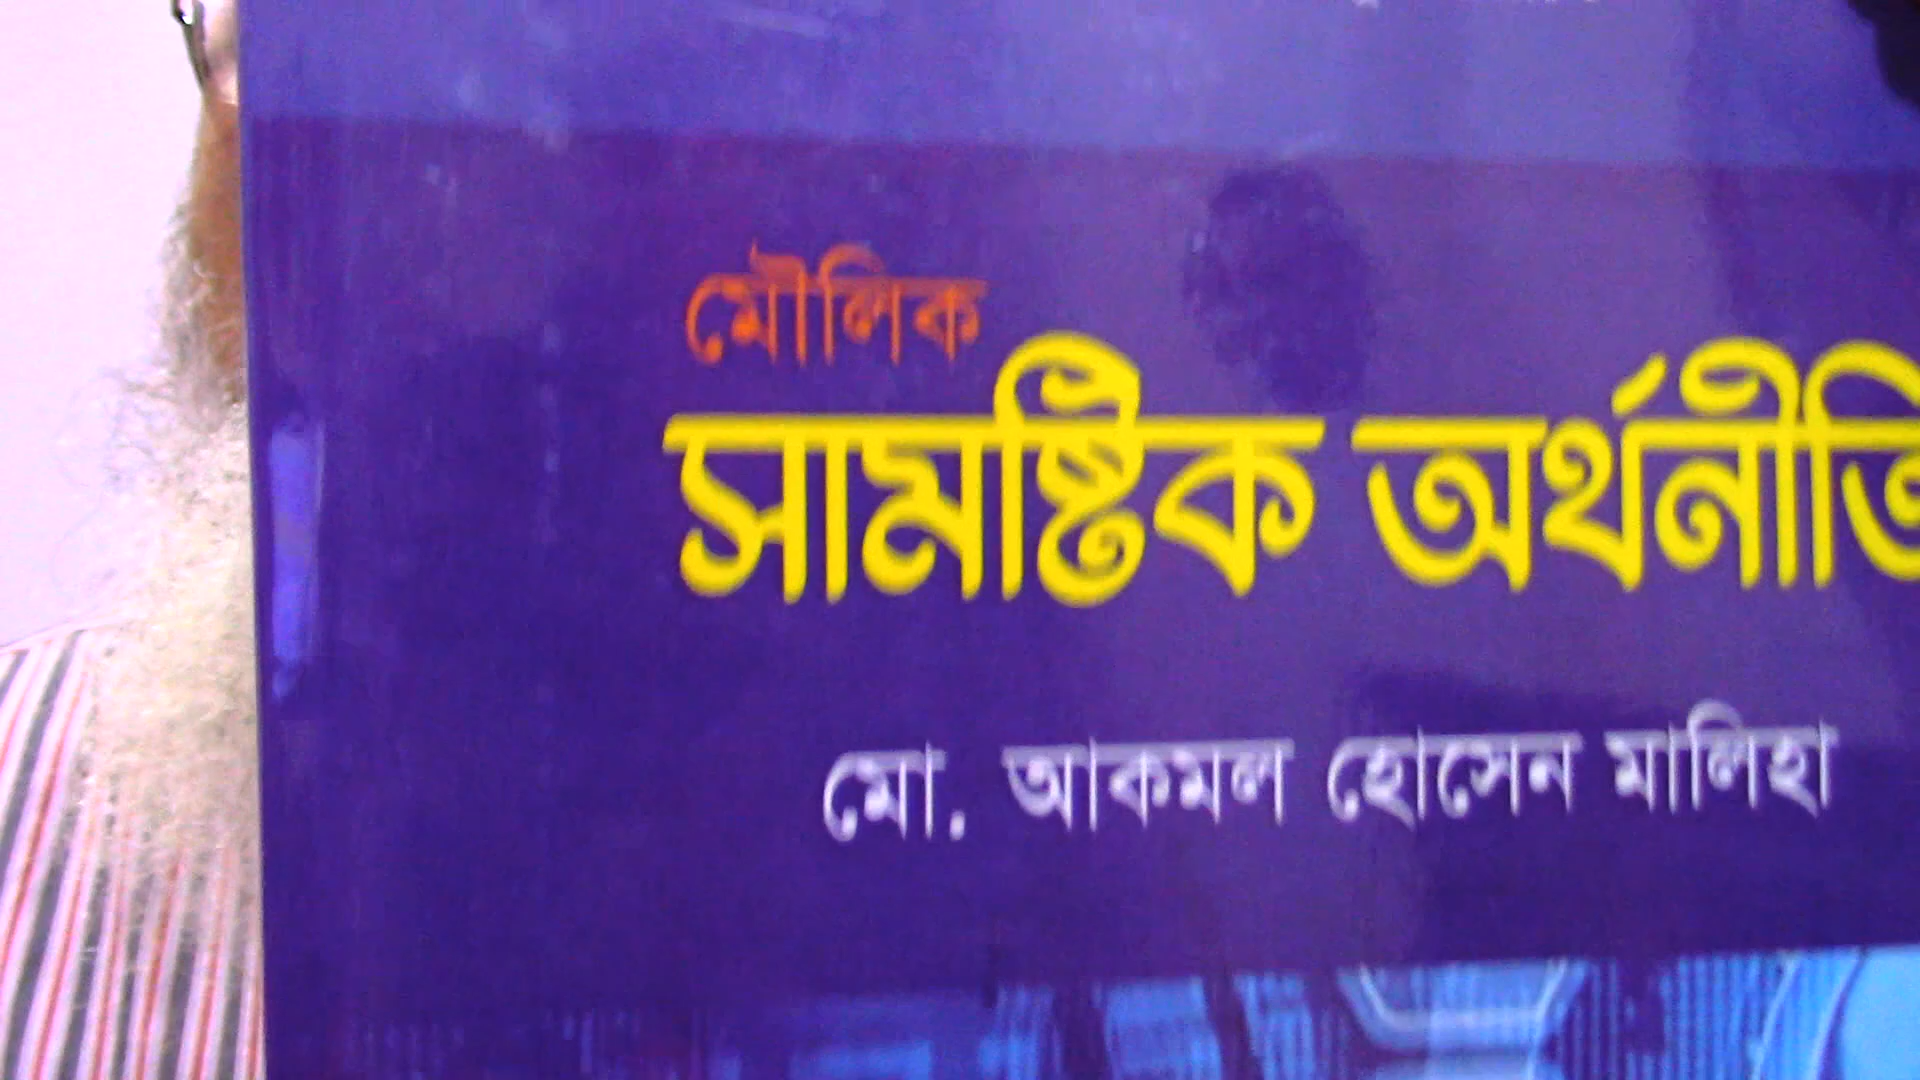 মৌলিক
সামষ্টিক অর্থনীতি
মো. আকমল হোসেন মালিহা